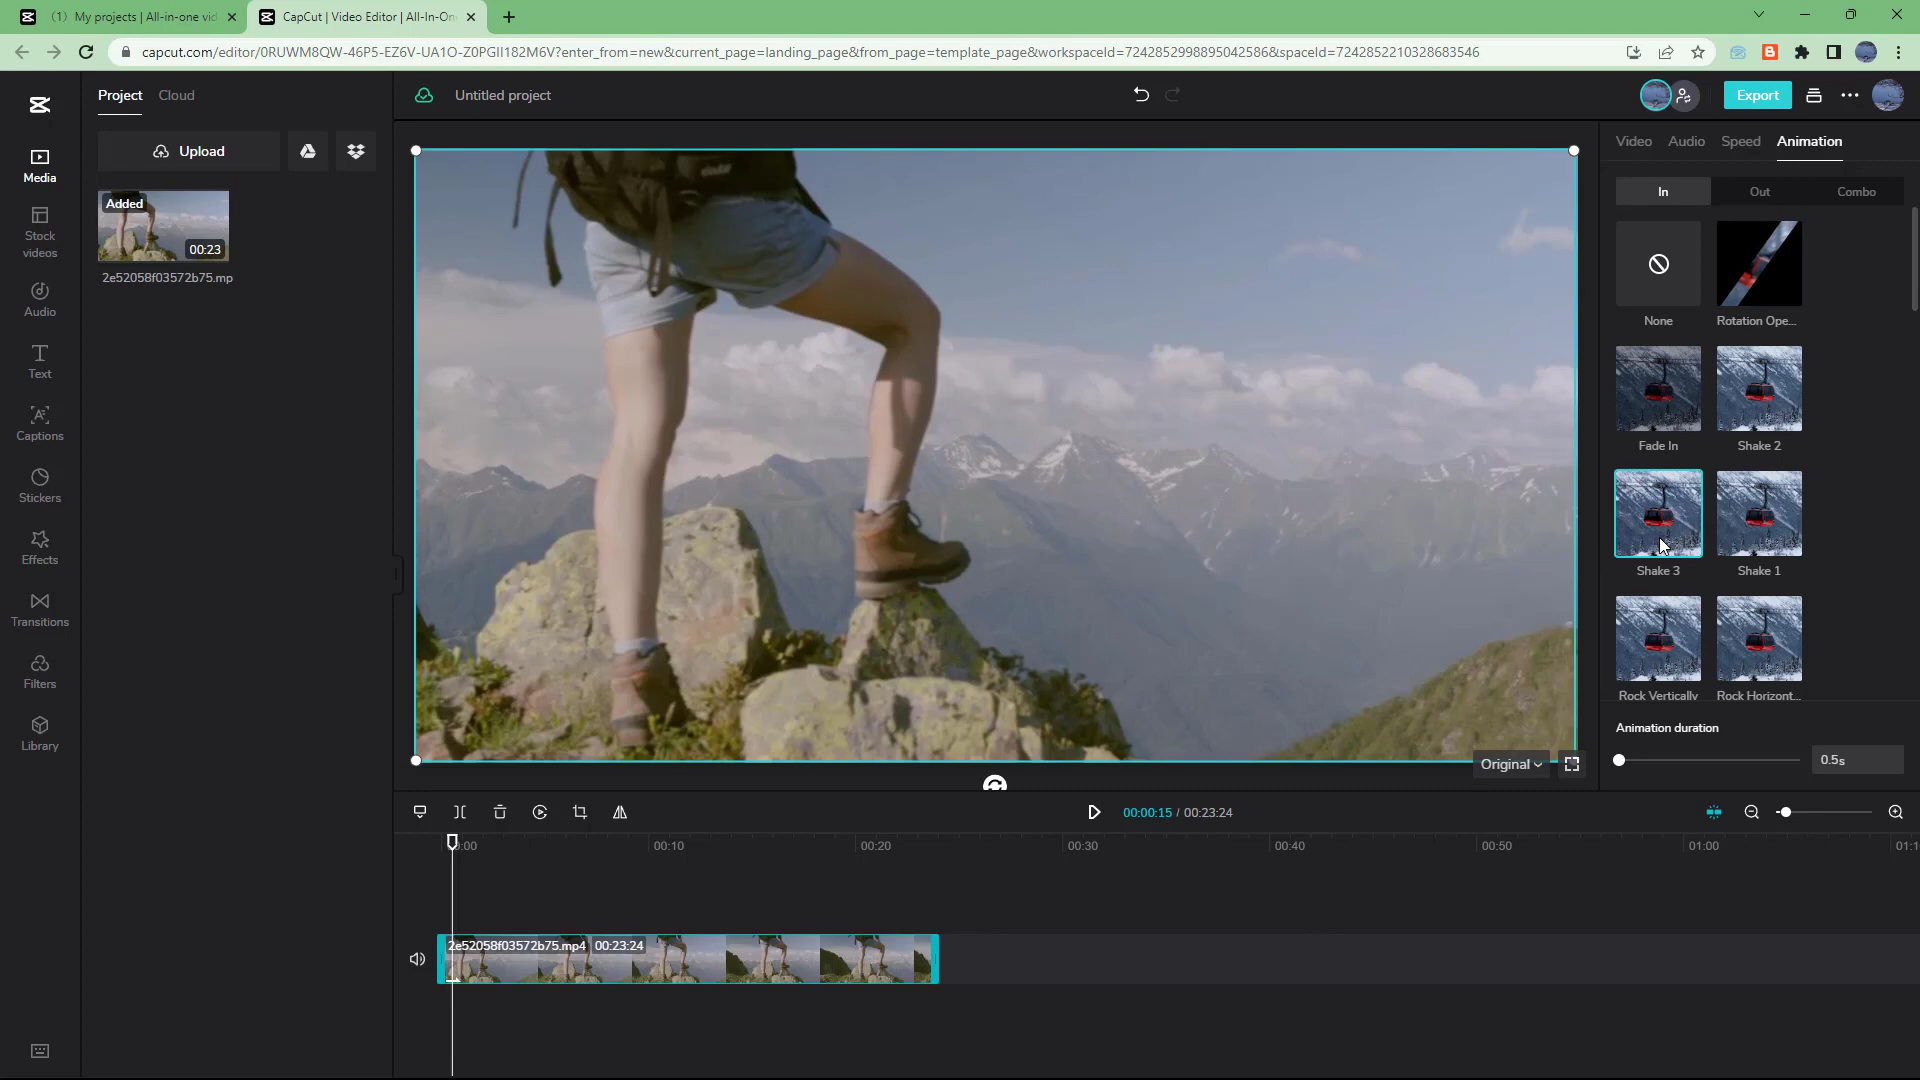 (1) My projects | All-in-one vid
CapCut | Video Editor | All-In-On
capcut.com/editor/0RUWM8QW-46P5-EZ6V-UA1O-Z0PGII182M6V?enter_from=new&current_page=landing_page&from_page=template_page&workspaceId=7242852998895042586&spaceId=7242852210328683546
Project
Cloud
Untitled project
Export
Upload
Media
Stock
videos
Audio
Text
Captions
Stickers
Effects
Transitions
Filters
Library
Added
00:23
2e52058f03572b75.mp
Original
Video
Audio
Speed
Animation
In
Out
Combo
None
Rotation Ope...
Fade In
Shake 2
Shake 3
Shake 1
Rock Vertically
Rock Horizont...
Animation duration
0.5s
00:00:15 / 00:23:24
00:10
00:20
00:30
00:40
00:50
01:00
2e52058f03572b75.mp4 00:23:24